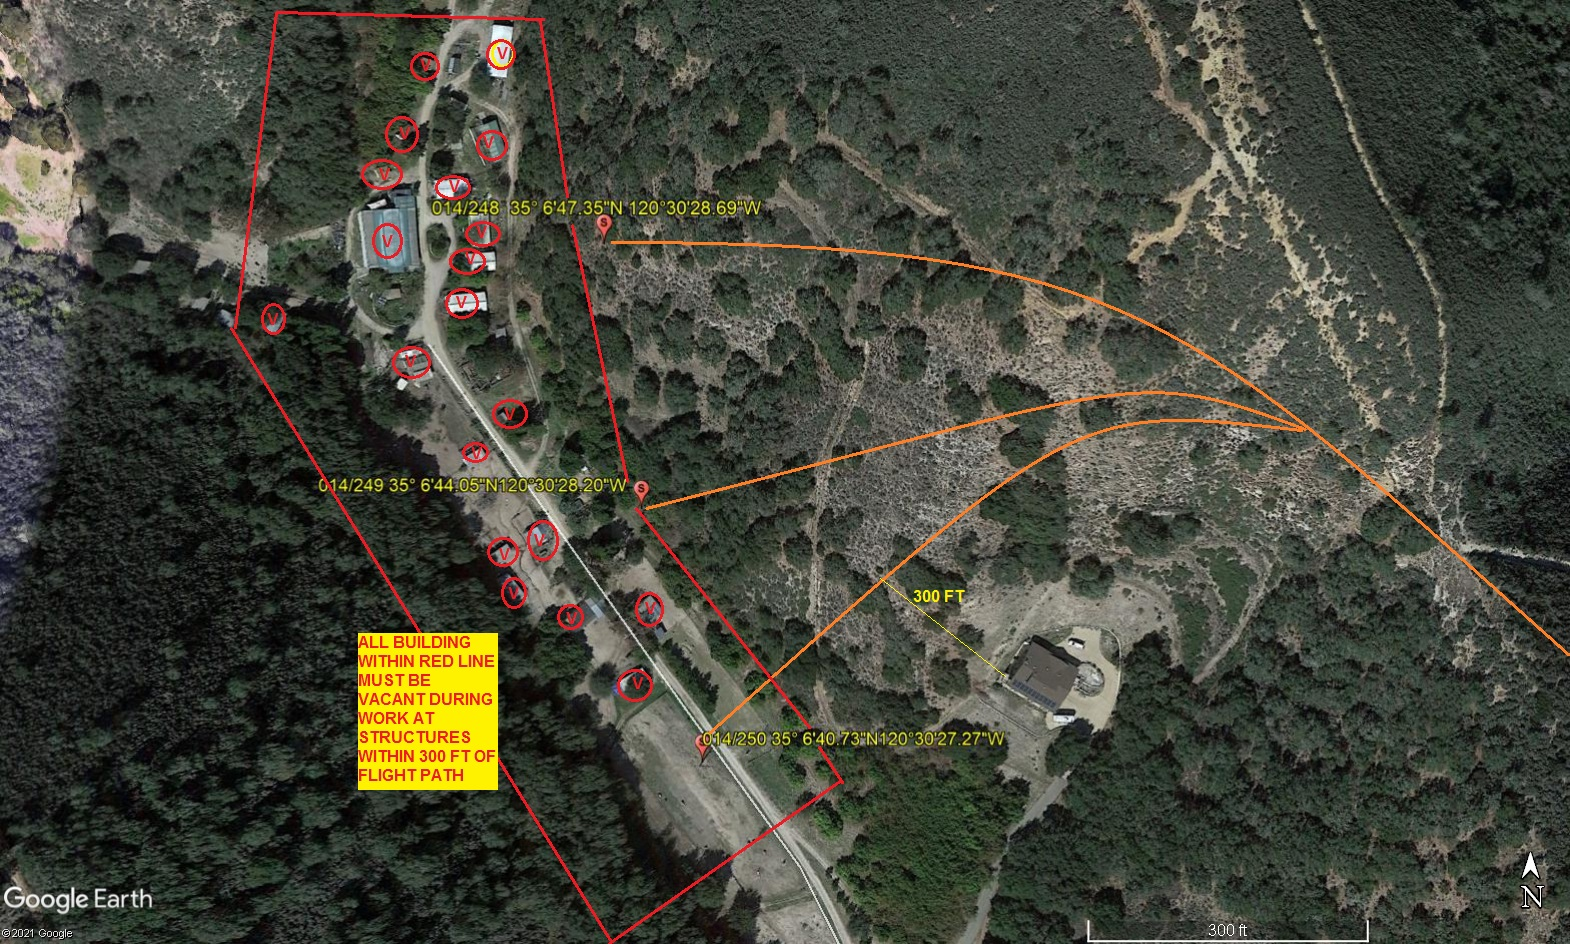 V
V
V
V
V
V
014/248 35° 6'47.35"N 120°30'28.69"W
S
V
V
V
V
V
V
V
V
014/249 35° 6'44.05"N120°30'28.20"W
S
V
V
V
300 FT
V
V
ALL BUILDING
WITHIN RED LINE
MUST BE
VACANT DURING
WORK AT
STRUCTURES
WITHIN 300 FT OF
FLIGHT PATH
V
014/250 35° 6'40.73"N120°30'27.27"W
Google Earth
©2021 Google
300 ft
N